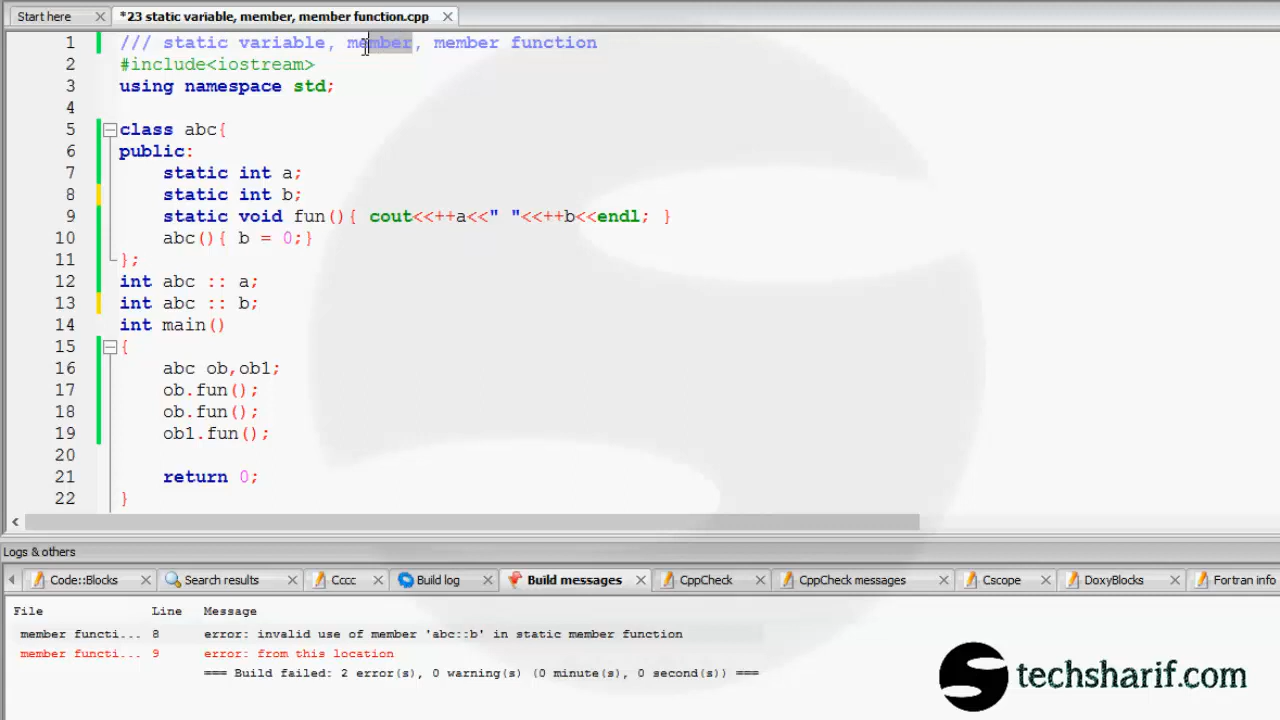 Start here
*23 static variable, member, member function.cpp
1 /// static variable, member, member function
2 #include<iostream>
3 using namespace std;
4
5 class abc{
6 public:
7 static int a;
8 static int b;
9 static void fun(){ cout<<++a<<" "<<++b<<endl; }
10 abc(){ b = 0;}
11 };
12 int abc :: a;
13 int abc :: b;
14 int main()
15 {
16 abc ob,ob1;
17 ob.fun();
18 ob.fun();
19 ob1.fun();
20
21 return 0;
22 }
Logs & others
Code::Blocks Search results Cccc Build log Build messages CppCheck CppCheck messages Cscope DoxyBlocks Fortran info
File Line Message
member functi... 8 error: invalid use of member 'abc::b' in static member function
member functi... 9 error: from this location
=== Build failed: 2 error(s), 0 warning(s) (0 minute(s), 0 second(s)) ===
techsharif.com